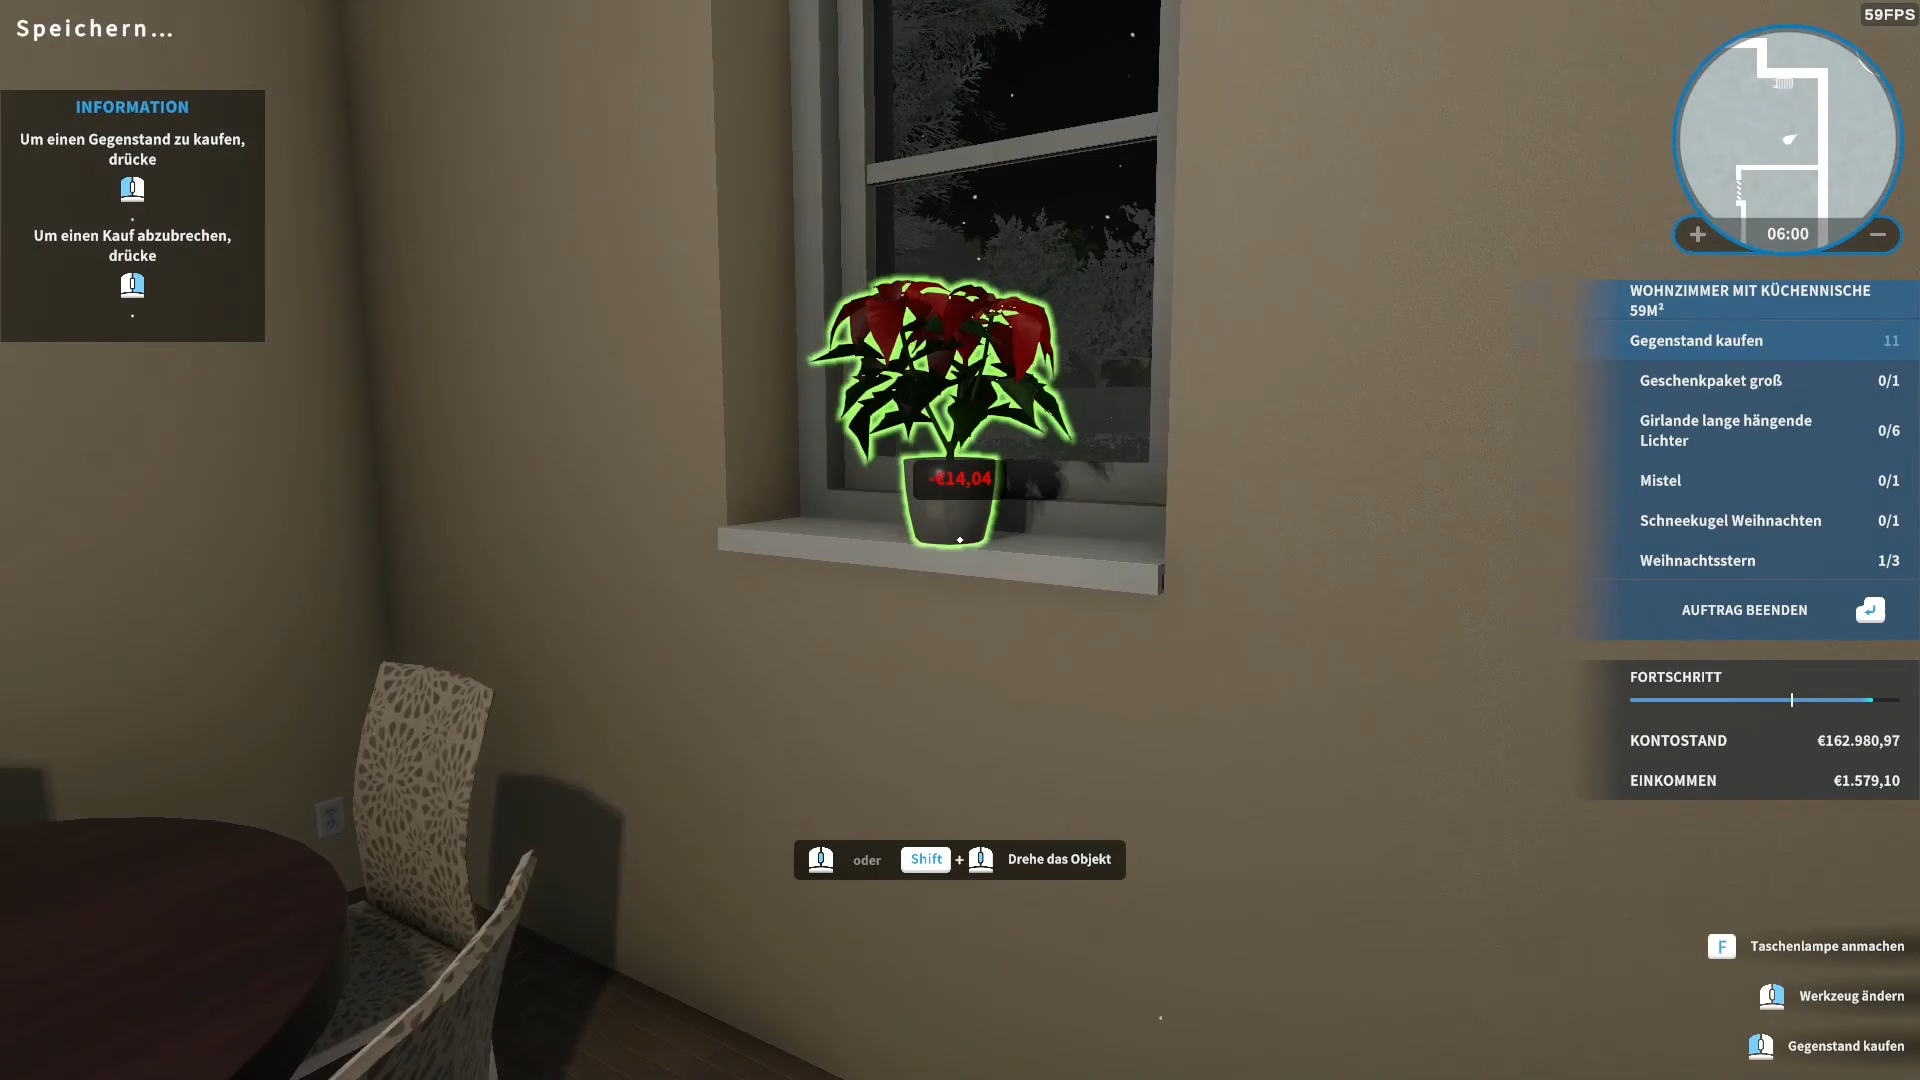 Speichern...
59FPS
INFORMATION
Um einen Gegenstand zu kaufen,
drücke
.
Um einen Kauf abzubrechen,
drücke
.
06:00
WOHNZIMMER MIT KÜCHENNISCHE
59M²
Gegenstand kaufen 11
Geschenkpaket groß 0/1
Girlande lange hängende
Lichter 0/6
Mistel 0/1
Schneekugel Weihnachten 0/1
Weihnachtsstern 1/3
AUFTRAG BEENDEN
FORTSCHRITT
KONTOSTAND €162.980,97
EINKOMMEN €1.579,10
-€14,04
oder Shift + Drehe das Objekt
F Taschenlampe anmachen
Werkzeug ändern
Gegenstand kaufen